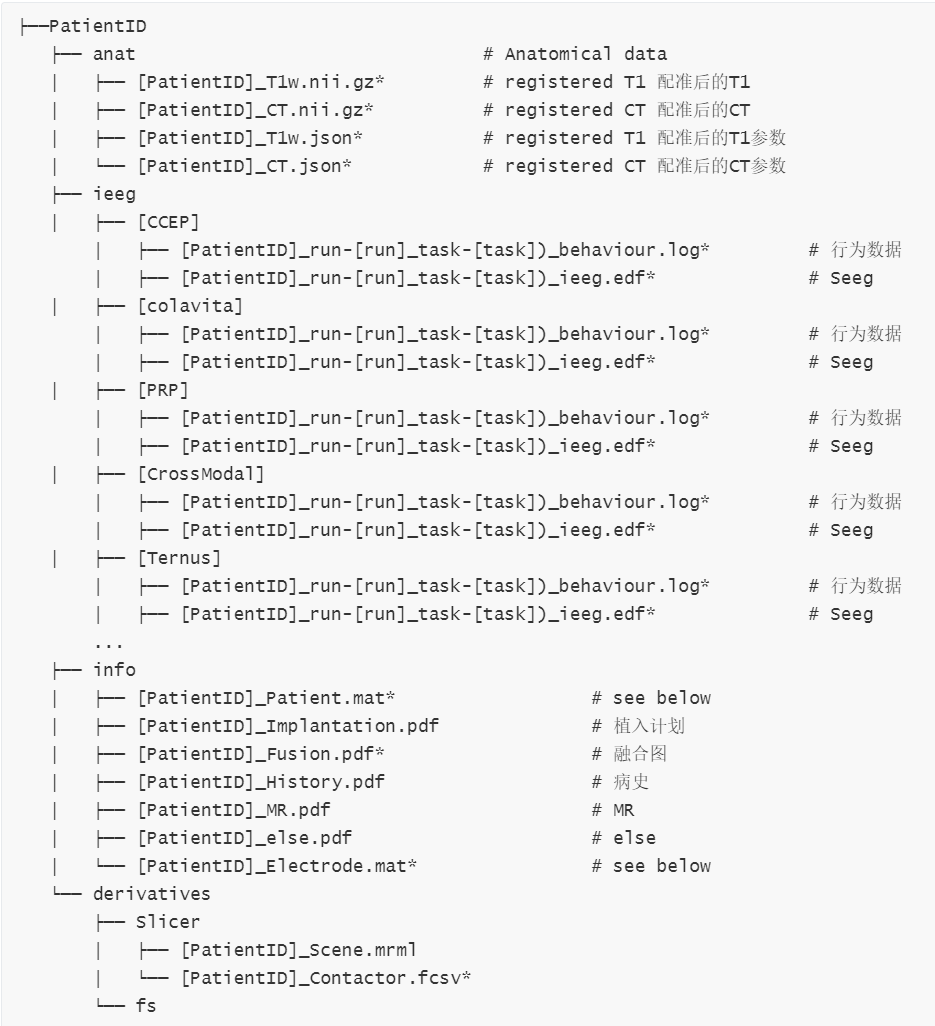 ├──PatientID
   ├── anat                                # Anatomical data
   │   ├── [PatientID]_T1w.nii.gz*         # registered T1 配准后的T1
   │   ├── [PatientID]_CT.nii.gz*          # registered CT 配准后的CT
   │   ├── [PatientID]_T1w.json*           # registered T1 配准后的T1参数
   │   └── [PatientID]_CT.json*            # registered CT 配准后的CT参数
   ├── ieeg
   │   ├── [CCEP]
       │   ├── [PatientID]_run-[run]_task-[task])_behaviour.log*         # 行为数据
       │   ├── [PatientID]_run-[run]_task-[task])_ieeg.edf*              # Seeg
   │   ├── [colavita]
       │   ├── [PatientID]_run-[run]_task-[task])_behaviour.log*         # 行为数据
       │   ├── [PatientID]_run-[run]_task-[task])_ieeg.edf*              # Seeg
   │   ├── [PRP]
       │   ├── [PatientID]_run-[run]_task-[task])_behaviour.log*         # 行为数据
       │   ├── [PatientID]_run-[run]_task-[task])_ieeg.edf*              # Seeg
   │   ├── [CrossModal]
       │   ├── [PatientID]_run-[run]_task-[task])_behaviour.log*         # 行为数据
       │   ├── [PatientID]_run-[run]_task-[task])_ieeg.edf*              # Seeg
   │   ├── [Ternus]
       │   ├── [PatientID]_run-[run]_task-[task])_behaviour.log*         # 行为数据
       │   ├── [PatientID]_run-[run]_task-[task])_ieeg.edf*              # Seeg
       ...
   ├── info
   │   ├── [PatientID]_Patient.mat*                  # see below
   │   ├── [PatientID]_Implantation.pdf              # 植入计划
   │   ├── [PatientID]_Fusion.pdf*                   # 融合图
   │   ├── [PatientID]_History.pdf                   # 病史
   │   ├── [PatientID]_MR.pdf                        # MR
   │   ├── [PatientID]_else.pdf                      # else
   │   └── [PatientID]_Electrode.mat*                # see below
   └── derivatives
       ├── Slicer
       │   ├── [PatientID]_Scene.mrml
       │   └── [PatientID]_Contactor.fcsv*
       └── fs